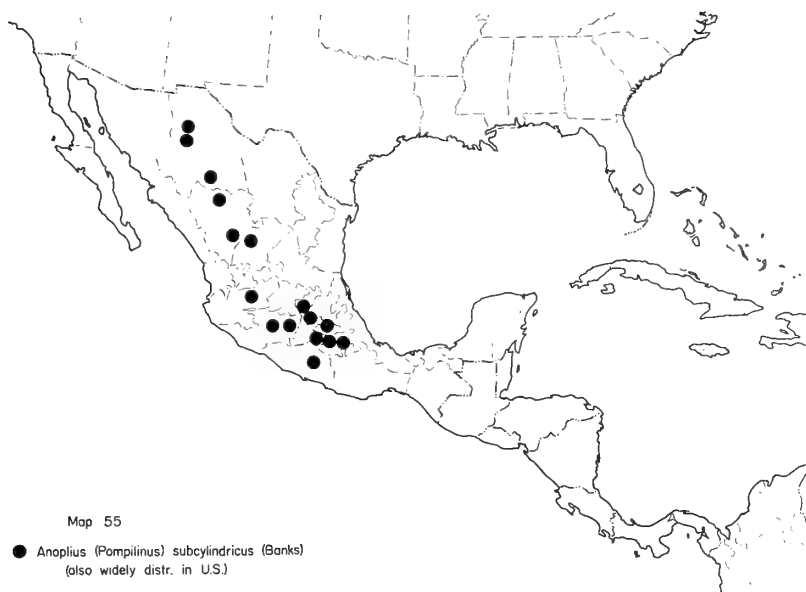 Map 55
Anoplius (Pompilinus) subcylindricus (Banks)
(also widely distr. in U.S.)